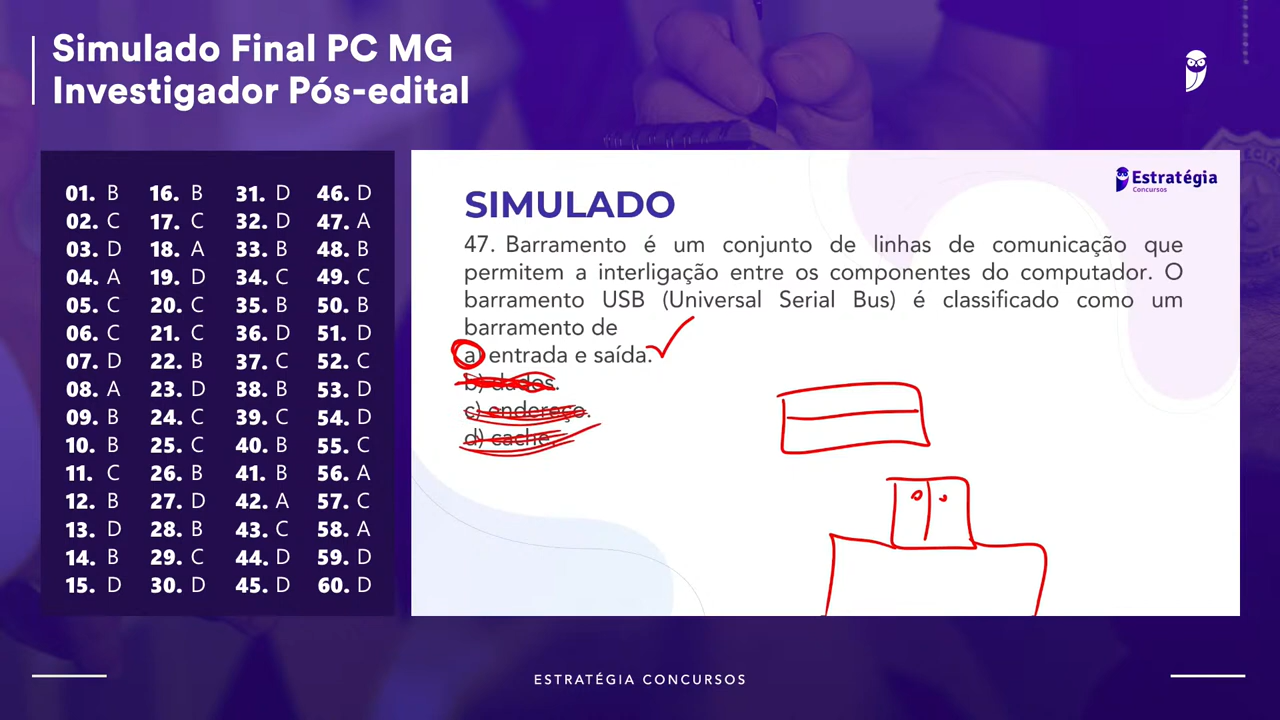 Simulado Final PC MG
Investigador Pós-edital
01. B 16. B 31. D 46. D
02. C 17. C 32. D 47. A
03. D 18. A 33. B 48. B
04. A 19. D 34. C 49. C
05. C 20. C 35. B 50. B
06. C 21. C 36. D 51. D
07. D 22. B 37. C 52. C
08. A 23. D 38. B 53. D
09. B 24. C 39. C 54. D
10. B 25. C 40. B 55. C
11. C 26. B 41. B 56. A
12. B 27. D 42. A 57. C
13. D 28. B 43. C 58. A
14. B 29. C 44. D 59. D
15. D 30. D 45. D 60. D
Estratégia
Concursos
SIMULADO
47. Barramento é um conjunto de linhas de comunicação que
permitem a interligação entre os componentes do computador. O
barramento USB (Universal Serial Bus) é classificado como um
barramento de
a) entrada e saída.
b) dados.
c) endereço.
d) cache.
ESTRATÉGIA CONCURSOS